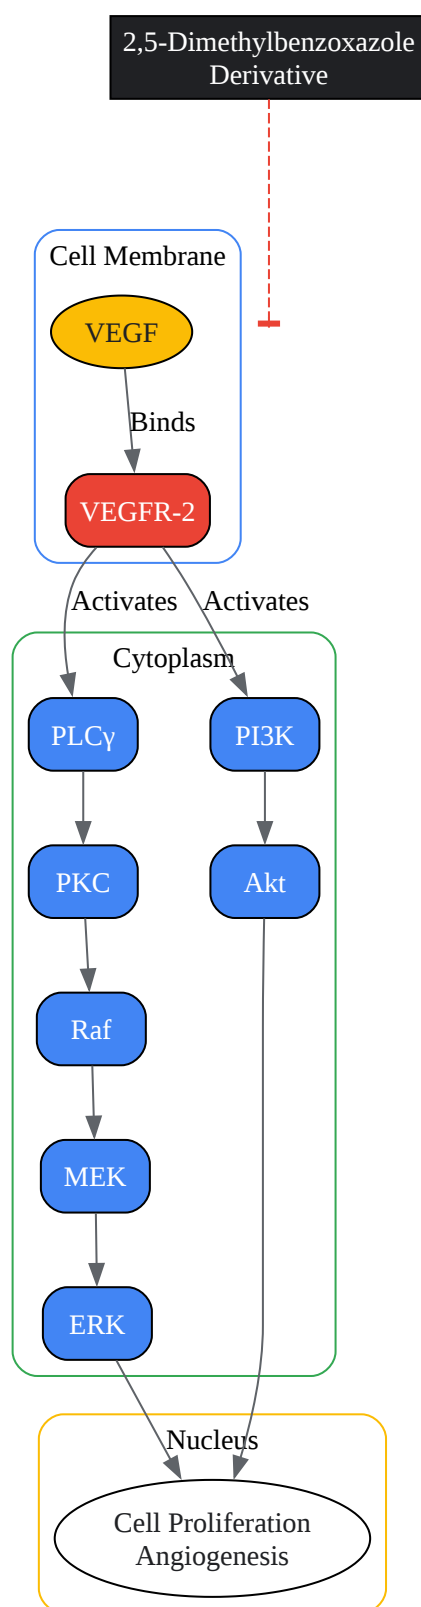 2,5-Dimethylbenzoxazole
Derivative
Cell Membrane
VEGF
Binds
VEGFR-2
Activates
Activates
Cytoplasm
PLCγ
PI3K
PKC
Akt
Raf
MEK
ERK
Nucleus
Cell Proliferation
Angiogenesis